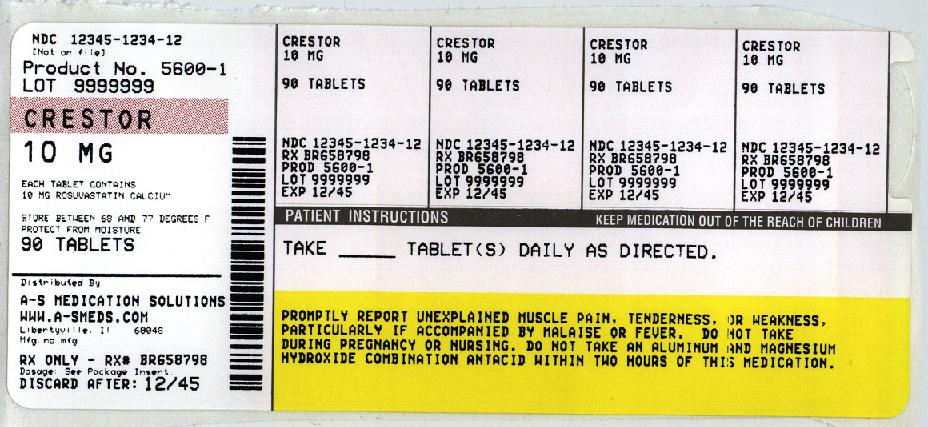 NDC 12345-1234-12
(Not on file)
Product No. 5600-1
LOT 9999999
CRESTOR
10 MG
EACH TABLET CONTAINS
10 MG ROSUVASTATIN CALCIUM
STORE BETWEEN 68 AND 77 DEGREES F
PROTECT FROM MOISTURE
90 TABLETS
Distributed By
A-S MEDICATION SOLUTIONS
WWW.A-SMEDS.COM
Libertyville, Il 60048
Mfg. no mfg
RX ONLY - RX# BR658798
Dosage: See Package Insert.
DISCARD AFTER: 12/45
CRESTOR
10 MG
90 TABLETS
NDC 12345-1234-12
RX BR658798
PROD 5600-1
LOT 9999999
EXP 12/45
CRESTOR
10 MG
90 TABLETS
NDC 12345-1234-12
RX BR658798
PROD 5600-1
LOT 9999999
EXP 12/45
CRESTOR
10 MG
90 TABLETS
NDC 12345-1234-12
RX BR658798
PROD 5600-1
LOT 9999999
EXP 12/45
CRESTOR
10 MG
90 TABLETS
NDC 12345-1234-12
RX BR658798
PROD 5600-1
LOT 9999999
EXP 12/45
PATIENT INSTRUCTIONS KEEP MEDICATION OUT OF THE REACH OF CHILDREN
TAKE _____ TABLET(S) DAILY AS DIRECTED.
PROMPTLY REPORT UNEXPLAINED MUSCLE PAIN, TENDERNESS, OR WEAKNESS,
PARTICULARLY IF ACCOMPANIED BY MALAISE OR FEVER. DO NOT TAKE
DURING PREGNANCY OR NURSING. DO NOT TAKE AN ALUMINUM AND MAGNESIUM
HYDROXIDE COMBINATION ANTACID WITHIN TWO HOURS OF THIS MEDICATION.